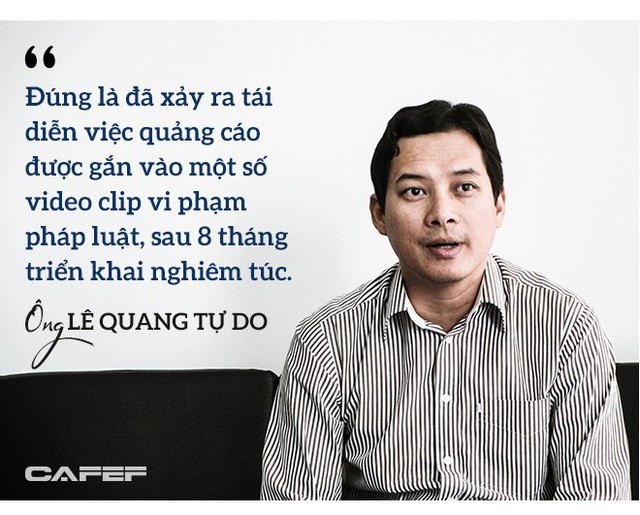 "
Đúng là đã xảy ra tái
diễn việc quảng cáo
được gắn vào một số
video clip vi phạm
pháp luật, sau 8 tháng
triển khai nghiêm túc.
Ông LÊ QUANG TỰ DO
CAFEF